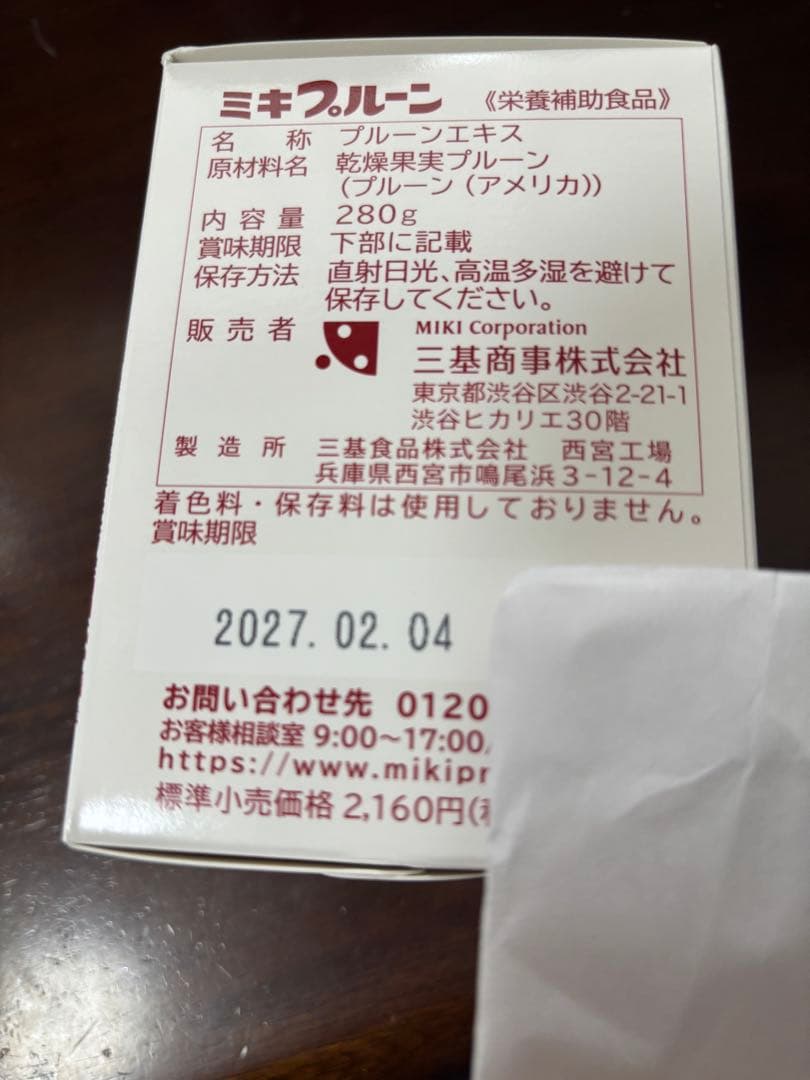 ミキプルーン 《栄養補助食品》
名称 プルーンエキス
原材料名 乾燥果実プルーン
(プルーン(アメリカ))
内容量 280g
賞味期限 下部に記載
保存方法 直射日光、高温多湿を避けて
保存してください。
販売者 MIKI Corporation
三基商事株式会社
東京都渋谷区渋谷2-21-1
渋谷ヒカリエ30階
製造所 三基食品株式会社 西宮工場
兵庫県西宮市鳴尾浜3-12-4
着色料・保存料は使用しておりません。
賞味期限
2027.02.04
お問い合わせ先 0120
お客様相談室 9:00〜17:00
https://www.mikipr
標準小売価格 2,160円(